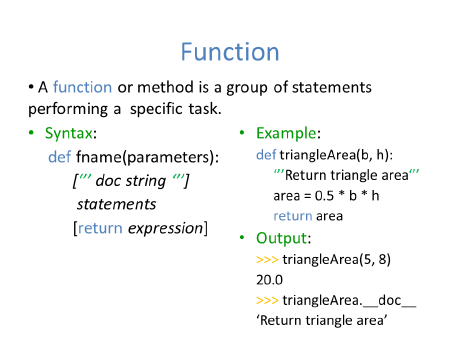 Function
• A function or method is a group of statements
performing a specific task.
• Syntax:
def fname(parameters):
[‘’’ doc string ‘’’]
statements
[return expression]
• Example:
def triangleArea(b, h):
‘’’Return triangle area‘’’
area = 0.5 * b * h
return area
• Output:
>>> triangleArea(5, 8)
20.0
>>> triangleArea.__doc__
‘Return triangle area’